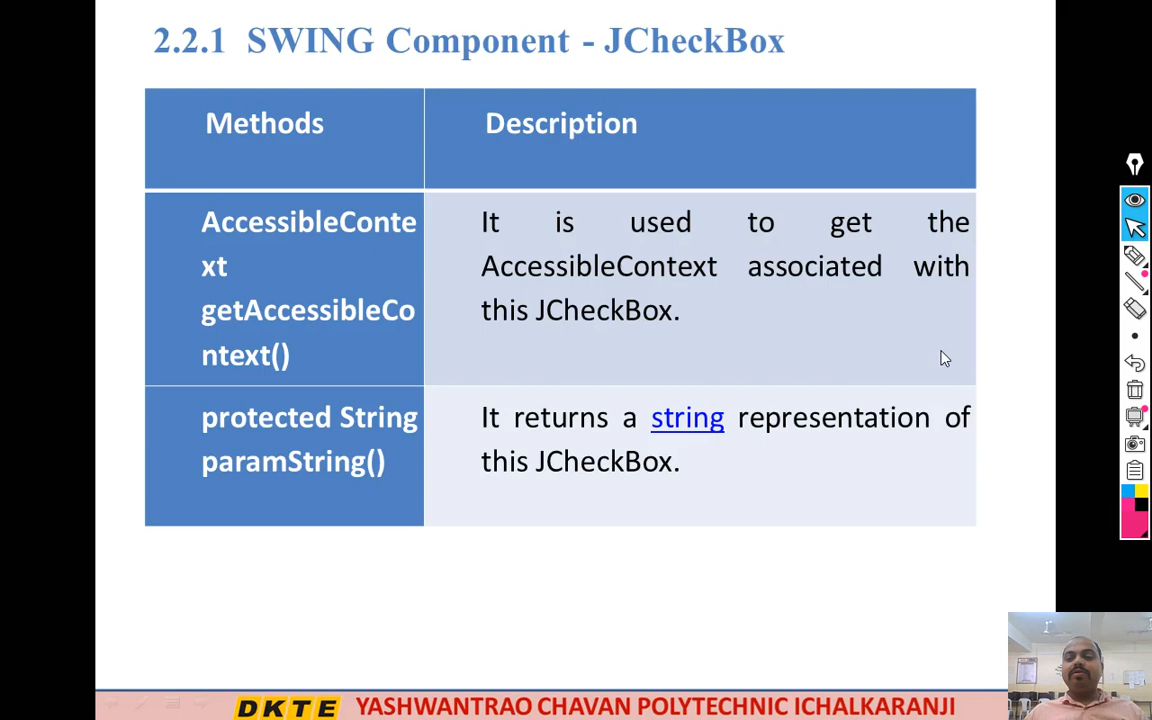 2.2.1 SWING Component - JCheckBox
Methods
Description
AccessibleConte
xt
getAccessibleCo
ntext()
It is used to get the
AccessibleContext associated with
this JCheckBox.
protected String
paramString()
It returns a string representation of
this JCheckBox.
DKTE YASHWANTRAO CHAVAN POLYTECHNIC ICHALKARANJI